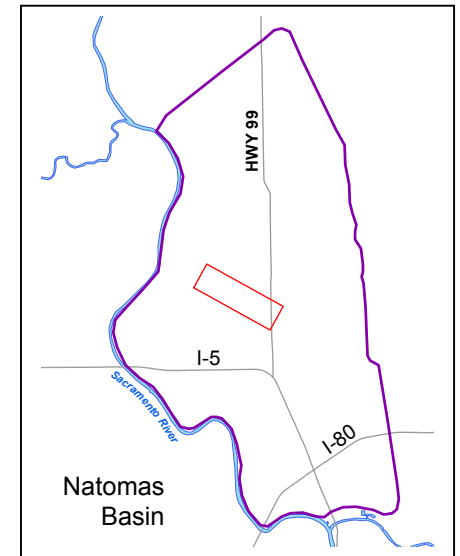 HWY 99
I-5
Sacramento River
I-80
Natomas
Basin